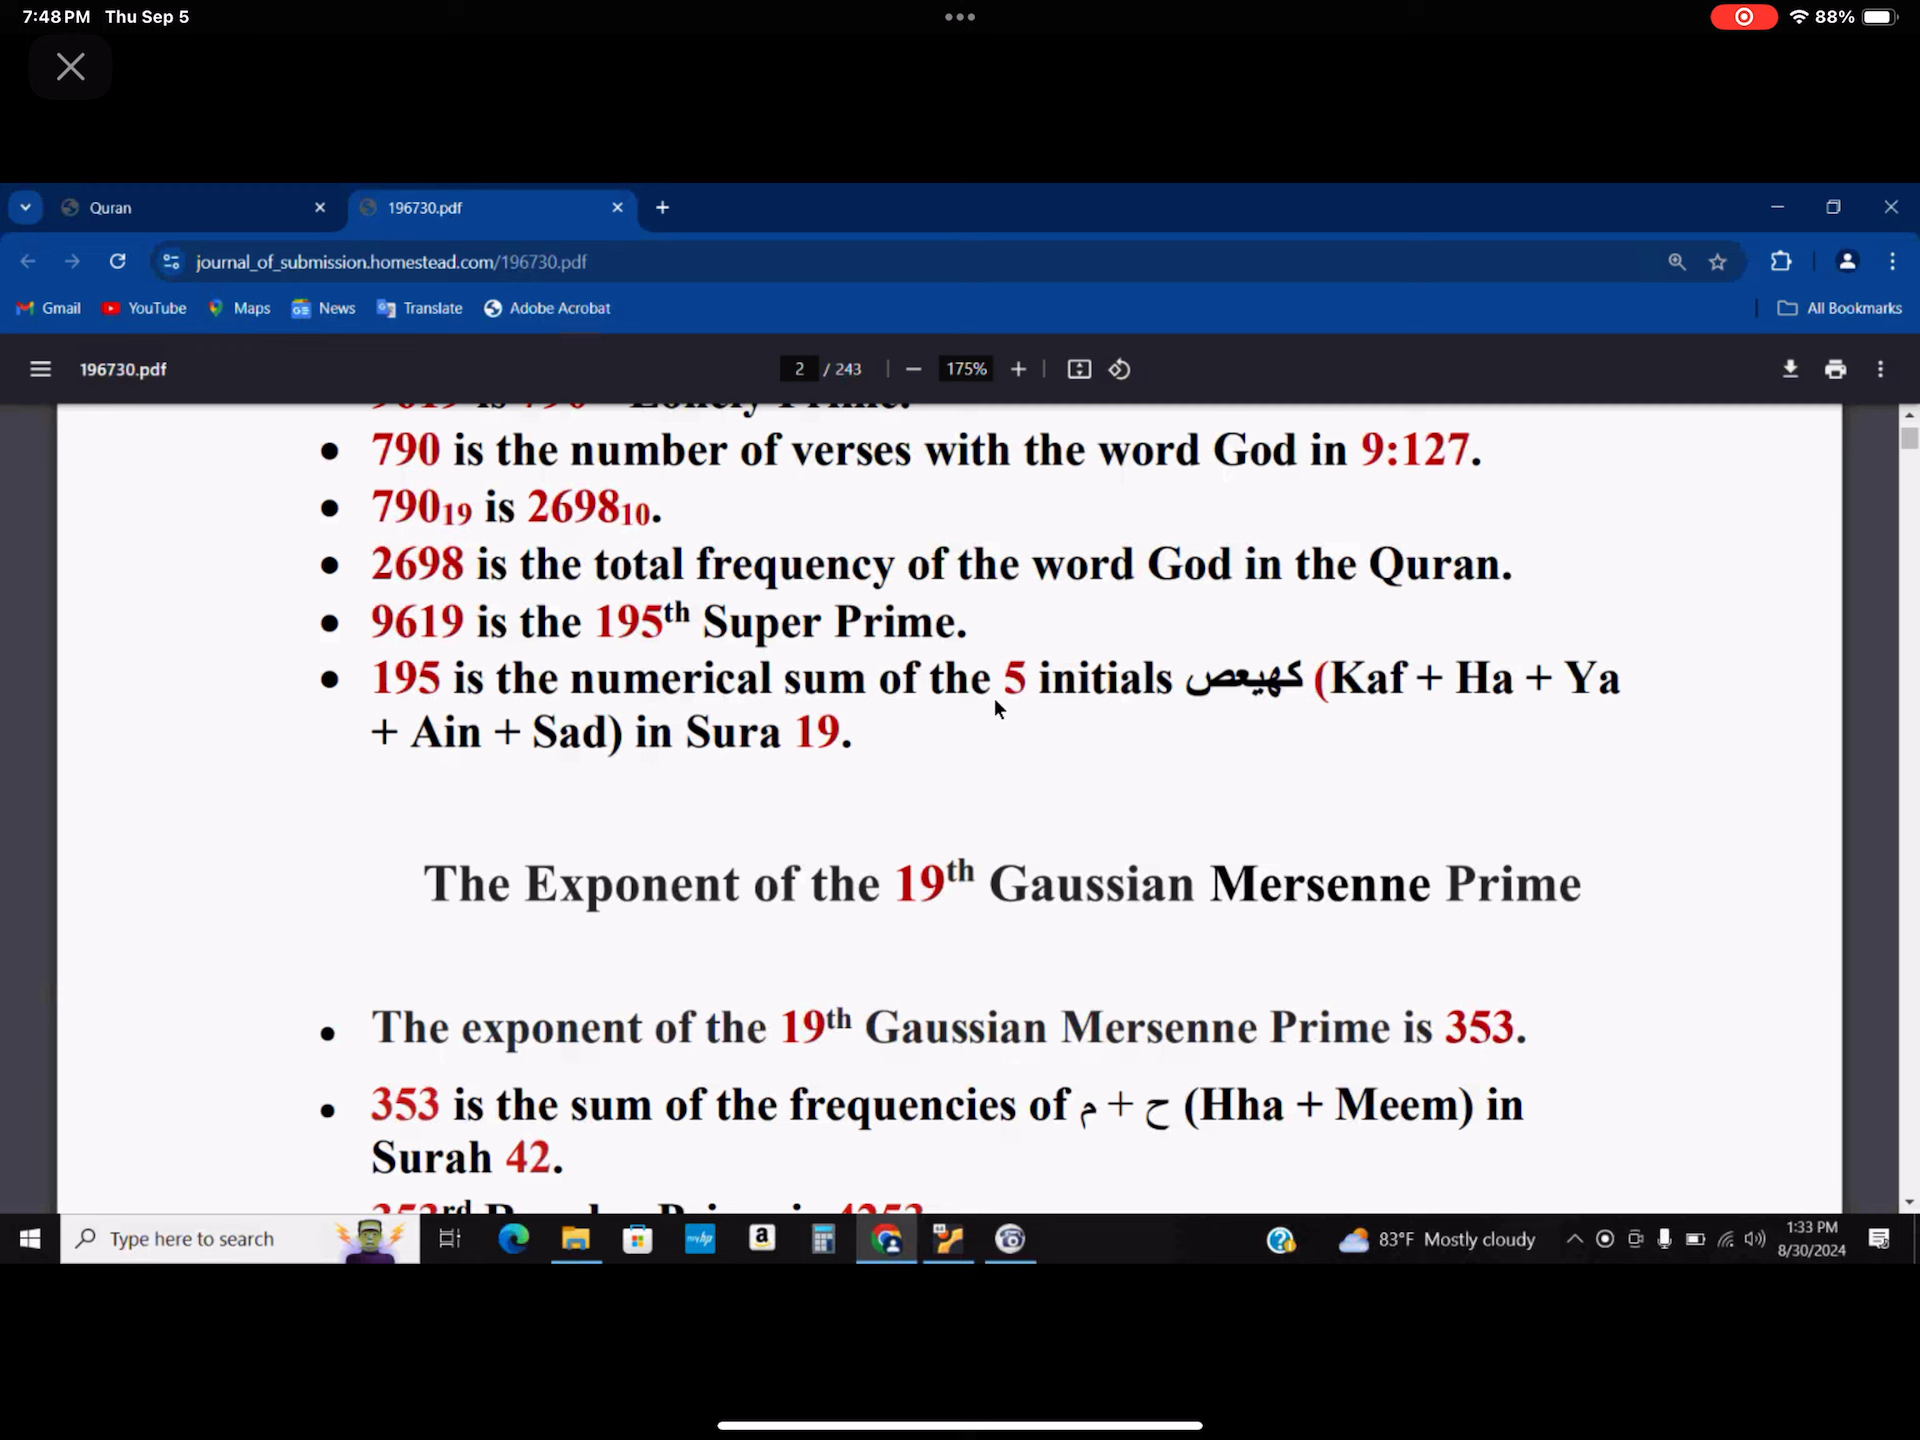 7:48 PM Thu Sep 5
88%
Quran
196730.pdf
journal_of_submission.homestead.com/196730.pdf
Gmail YouTube Maps News Translate Adobe Acrobat All Bookmarks
196730.pdf 2 / 243 175%
9619 is 790 Lonely Prime.
• 790 is the number of verses with the word God in 9:127.
• 790₁₉ is 2698₁₀.
• 2698 is the total frequency of the word God in the Quran.
• 9619 is the 195th Super Prime.
• 195 is the numerical sum of the 5 initials كهيعص (Kaf + Ha + Ya
+ Ain + Sad) in Sura 19.
The Exponent of the 19th Gaussian Mersenne Prime
• The exponent of the 19th Gaussian Mersenne Prime is 353.
• 353 is the sum of the frequencies of ح + م (Hha + Meem) in
Surah 42.
Type here to search
myhp
83°F Mostly cloudy
1:33 PM
8/30/2024